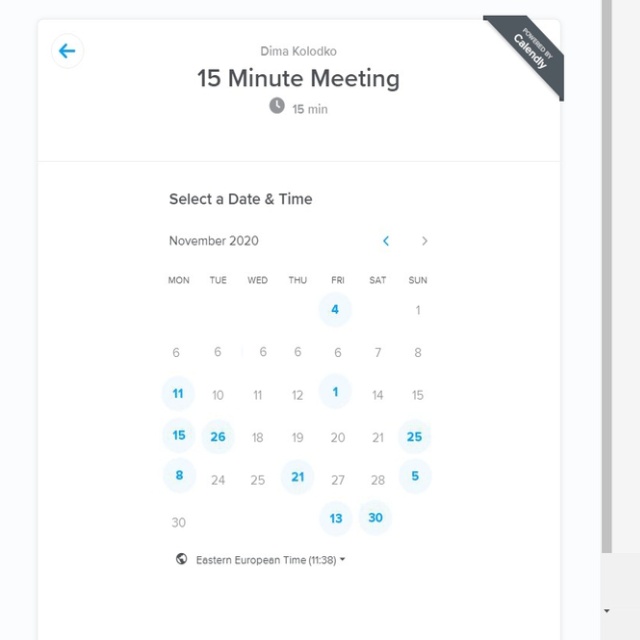 POWERED BY
Calendly
Dima Kolodko
15 Minute Meeting
15 min
Select a Date & Time
November 2020
MON TUE WED THU FRI SAT SUN
4 1
6 6 6 6 6 7 8
11 10 11 12 1 14 15
15 26 18 19 20 21 25
8 24 25 21 27 28 5
30 13 30
Eastern European Time (11:38)